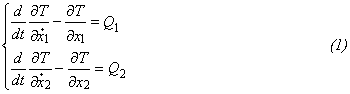 d/dt ∂T/∂ẋ₁ − ∂T/∂x₁ = Q₁
(1)
d/dt ∂T/∂ẋ₂ − ∂T/∂x₂ = Q₂